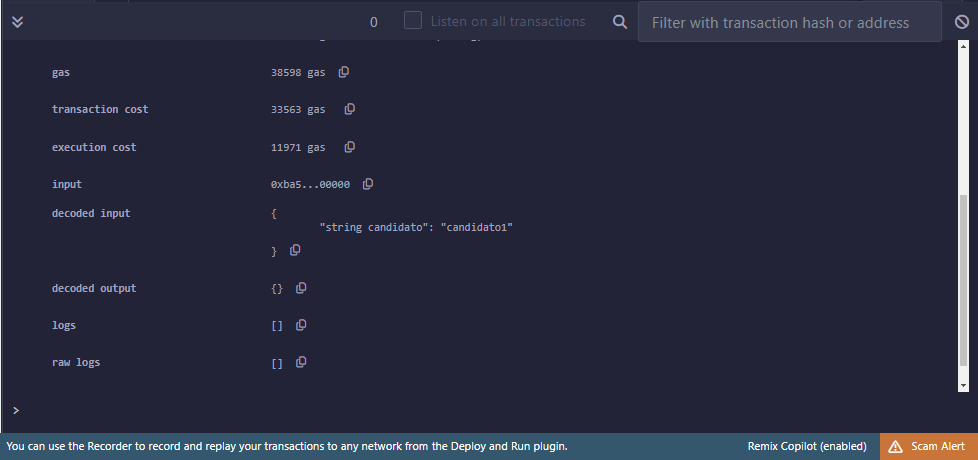 0 Listen on all transactions Filter with transaction hash or address
gas 38598 gas
transaction cost 33563 gas
execution cost 11971 gas
input 0xba5...00000
decoded input {
"string candidato": "candidato1"
}
decoded output {}
logs []
raw logs []
>
You can use the Recorder to record and replay your transactions to any network from the Deploy and Run plugin. Remix Copilot (enabled) Scam Alert